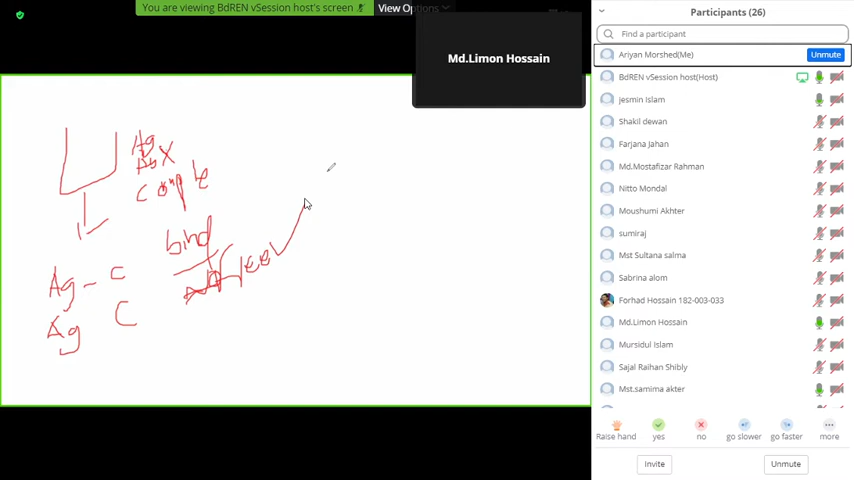 You are viewing BdREN vSession host's screen
View Options
Md.Limon Hossain
Ag
X
Comple
bind
free
Ag - C
Ag C
Participants (26)
Find a participant
Ariyan Morshed(Me)
Unmute
BdREN vSession host(Host)
jesmin Islam
Shakil dewan
Farjana Jahan
Md.Mostafizar Rahman
Nitto Mondal
Moushumi Akhter
sumiraj
Mst Sultana salma
Sabrina alom
Forhad Hossain 182-003-033
Md.Limon Hossain
Mursidul Islam
Sajal Raihan Shibly
Mst.samima akter
Raise hand
yes
no
go slower
go faster
more
Invite
Unmute